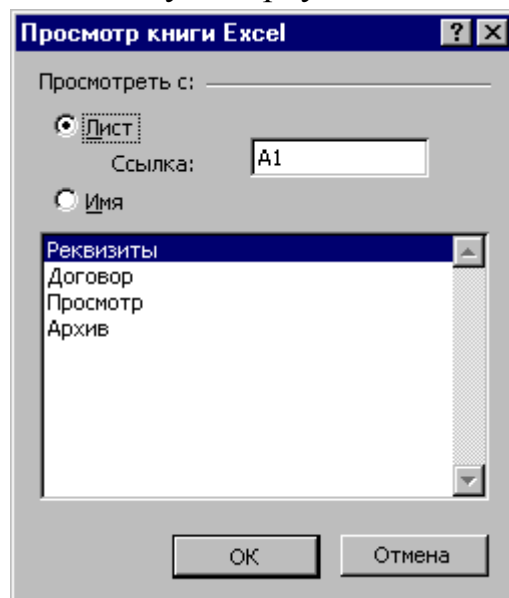 Просмотр книги Excel
Просмотреть с:
Лист
Ссылка: A1
Имя
Реквизиты
Договор
Просмотр
Архив
ОК Отмена